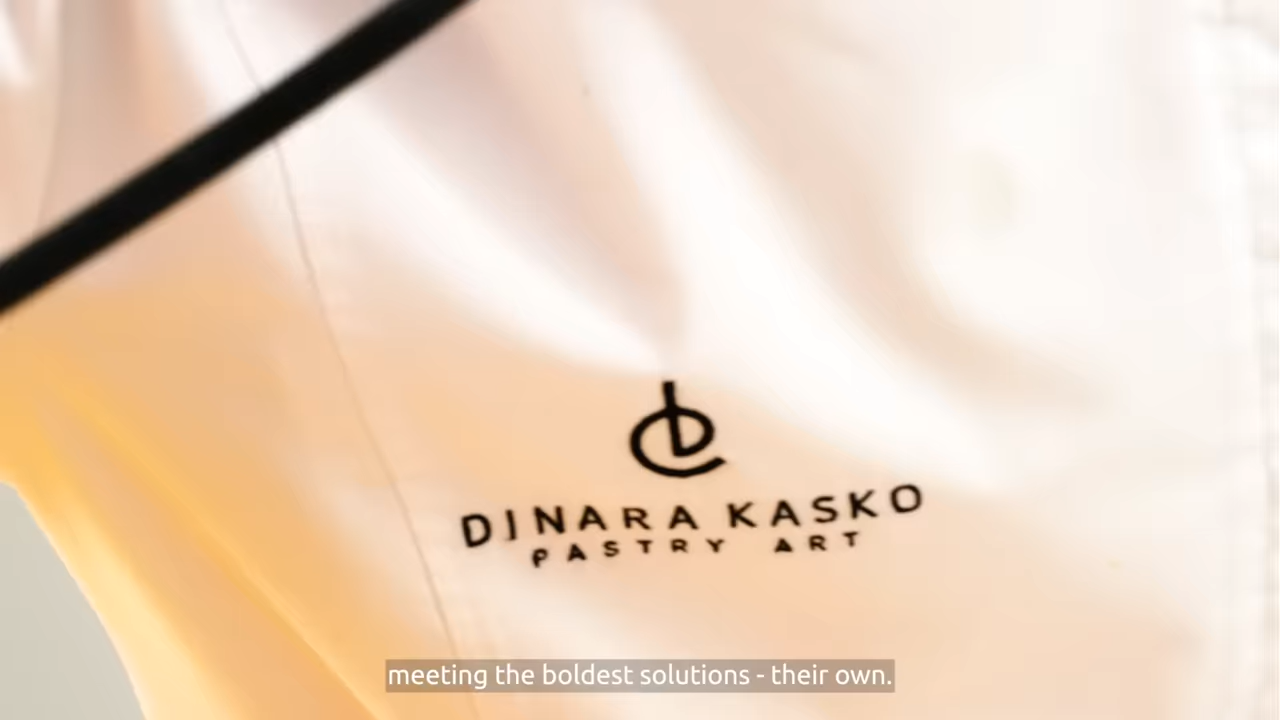 DINARA KASKO
PASTRY ART
meeting the boldest solutions - their own.